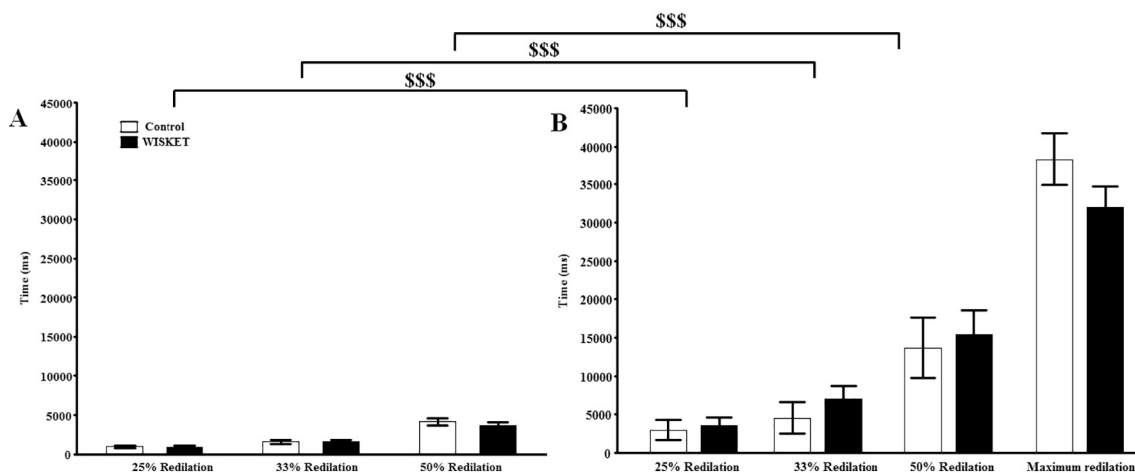 $$$
$$$
$$$
A
Control
WISKET
45000
40000
35000
30000
25000
20000
15000
10000
5000
0
Time (ms)
25% Redilation
33% Redilation
50% Redilation
B
45000
40000
35000
30000
25000
20000
15000
10000
5000
0
Time (ms)
25% Redilation
33% Redilation
50% Redilation
Maximum redilation